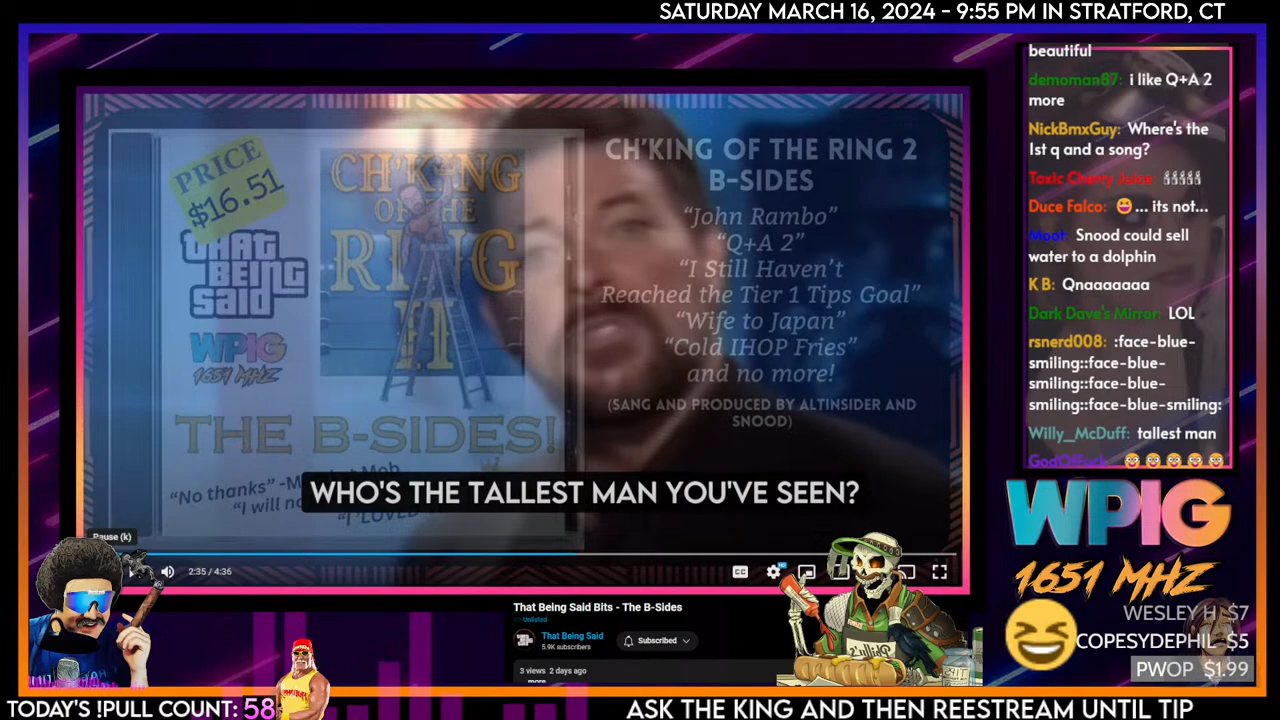 SATURDAY MARCH 16, 2024 - 9:55 PM IN STRATFORD, CT
PRICE
$16.51
THAT
BEING
SAID
WPIG
1651 MHZ
CH'KING
OF THE
RING
II
THE B-SIDES!
"No thanks"
"I will no
CH'KING OF THE RING 2
B-SIDES
"John Rambo"
"Q+A 2"
"I Still Haven't
Reached the Tier 1 Tips Goal"
"Wife to Japan"
"Cold IHOP Fries"
and no more!
(SANG AND PRODUCED BY ALTINSIDER AND
SNOOD)
WHO'S THE TALLEST MAN YOU'VE SEEN?
Pause (k)
2:35 / 4:36
CC
HD
That Being Said Bits - The B-Sides
Unlisted
That Being Said
5.9K subscribers
Subscribed
3 views 2 days ago
more
beautiful
demoman87: i like Q+A 2
more
NickBmxGuy: Where's the
1st q and a song?
Toxic Cherry Juice
Duce Falco: 😆... its not...
Moof: Snood could sell
water to a dolphin
K B: Qnaaaaaaa
Dark Dave's Mirror: LOL
rsnerd008: :face-blue-
smiling::face-blue-
smiling::face-blue-
smiling::face-blue-smiling:
Willy_McDuff: tallest man
WPIG
1651 MHZ
WESLEY H $7
COPESYDEPHIL $5
PWOP $1.99
TODAY'S !PULL COUNT: 58
ASK THE KING AND THEN REESTREAM UNTIL TIP